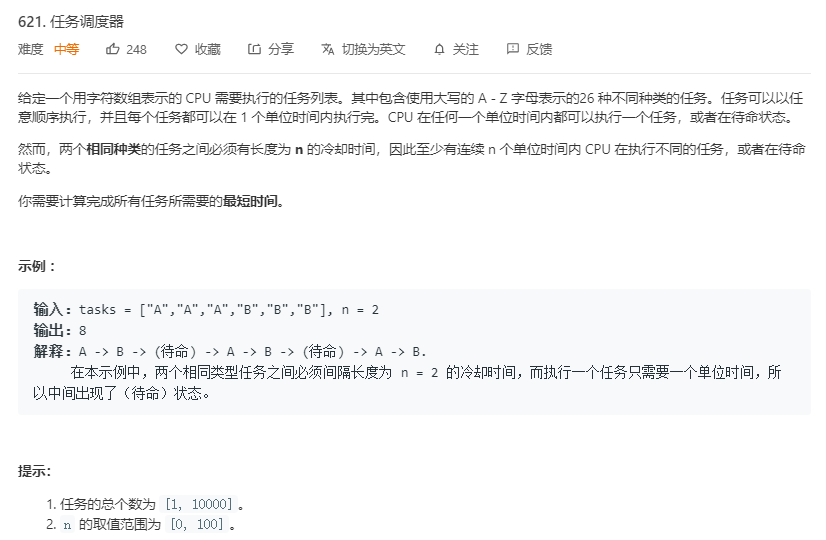 621. 任务调度器
难度 中等 248 收藏 分享 切换为英文 关注 反馈
给定一个用字符数组表示的 CPU 需要执行的任务列表。其中包含使用大写的 A - Z 字母表示的26 种不同种类的任务。任务可以以任
意顺序执行，并且每个任务都可以在 1 个单位时间内执行完。CPU 在任何一个单位时间内都可以执行一个任务，或者在待命状态。
然而，两个相同种类的任务之间必须有长度为 n 的冷却时间，因此至少有连续 n 个单位时间内 CPU 在执行不同的任务，或者在待命
状态。
你需要计算完成所有任务所需要的最短时间。
示例：
输入：tasks = ["A","A","A","B","B","B"], n = 2
输出：8
解释：A -> B -> (待命) -> A -> B -> (待命) -> A -> B.
在本示例中，两个相同类型任务之间必须间隔长度为 n = 2 的冷却时间，而执行一个任务只需要一个单位时间，所
以中间出现了（待命）状态。
提示：
1. 任务的总个数为 [1, 10000]。
2. n 的取值范围为 [0, 100]。